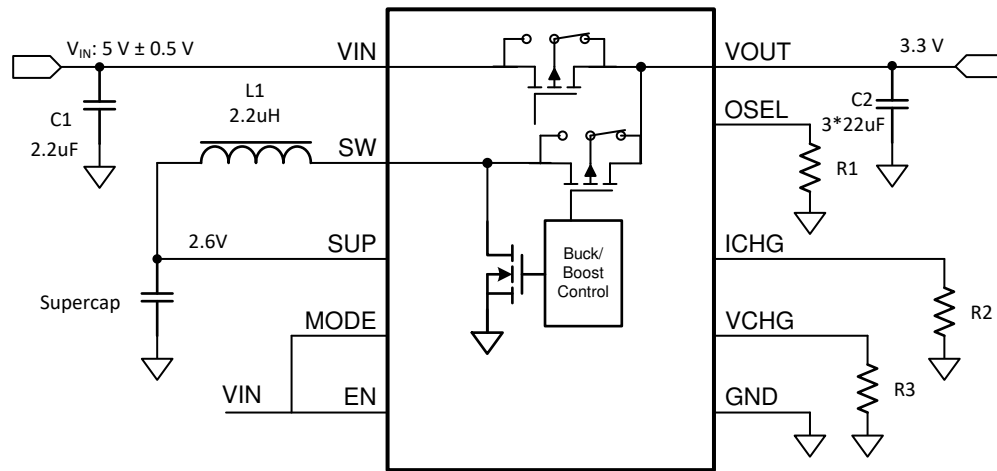 V_IN: 5 V ± 0.5 V
VIN
VOUT
3.3 V
C1
2.2uF
L1
2.2uH
OSEL
C2
3*22uF
SW
R1
2.6V
SUP
Supercap
Buck/
Boost
Control
ICHG
R2
MODE
VCHG
R3
VIN
EN
GND